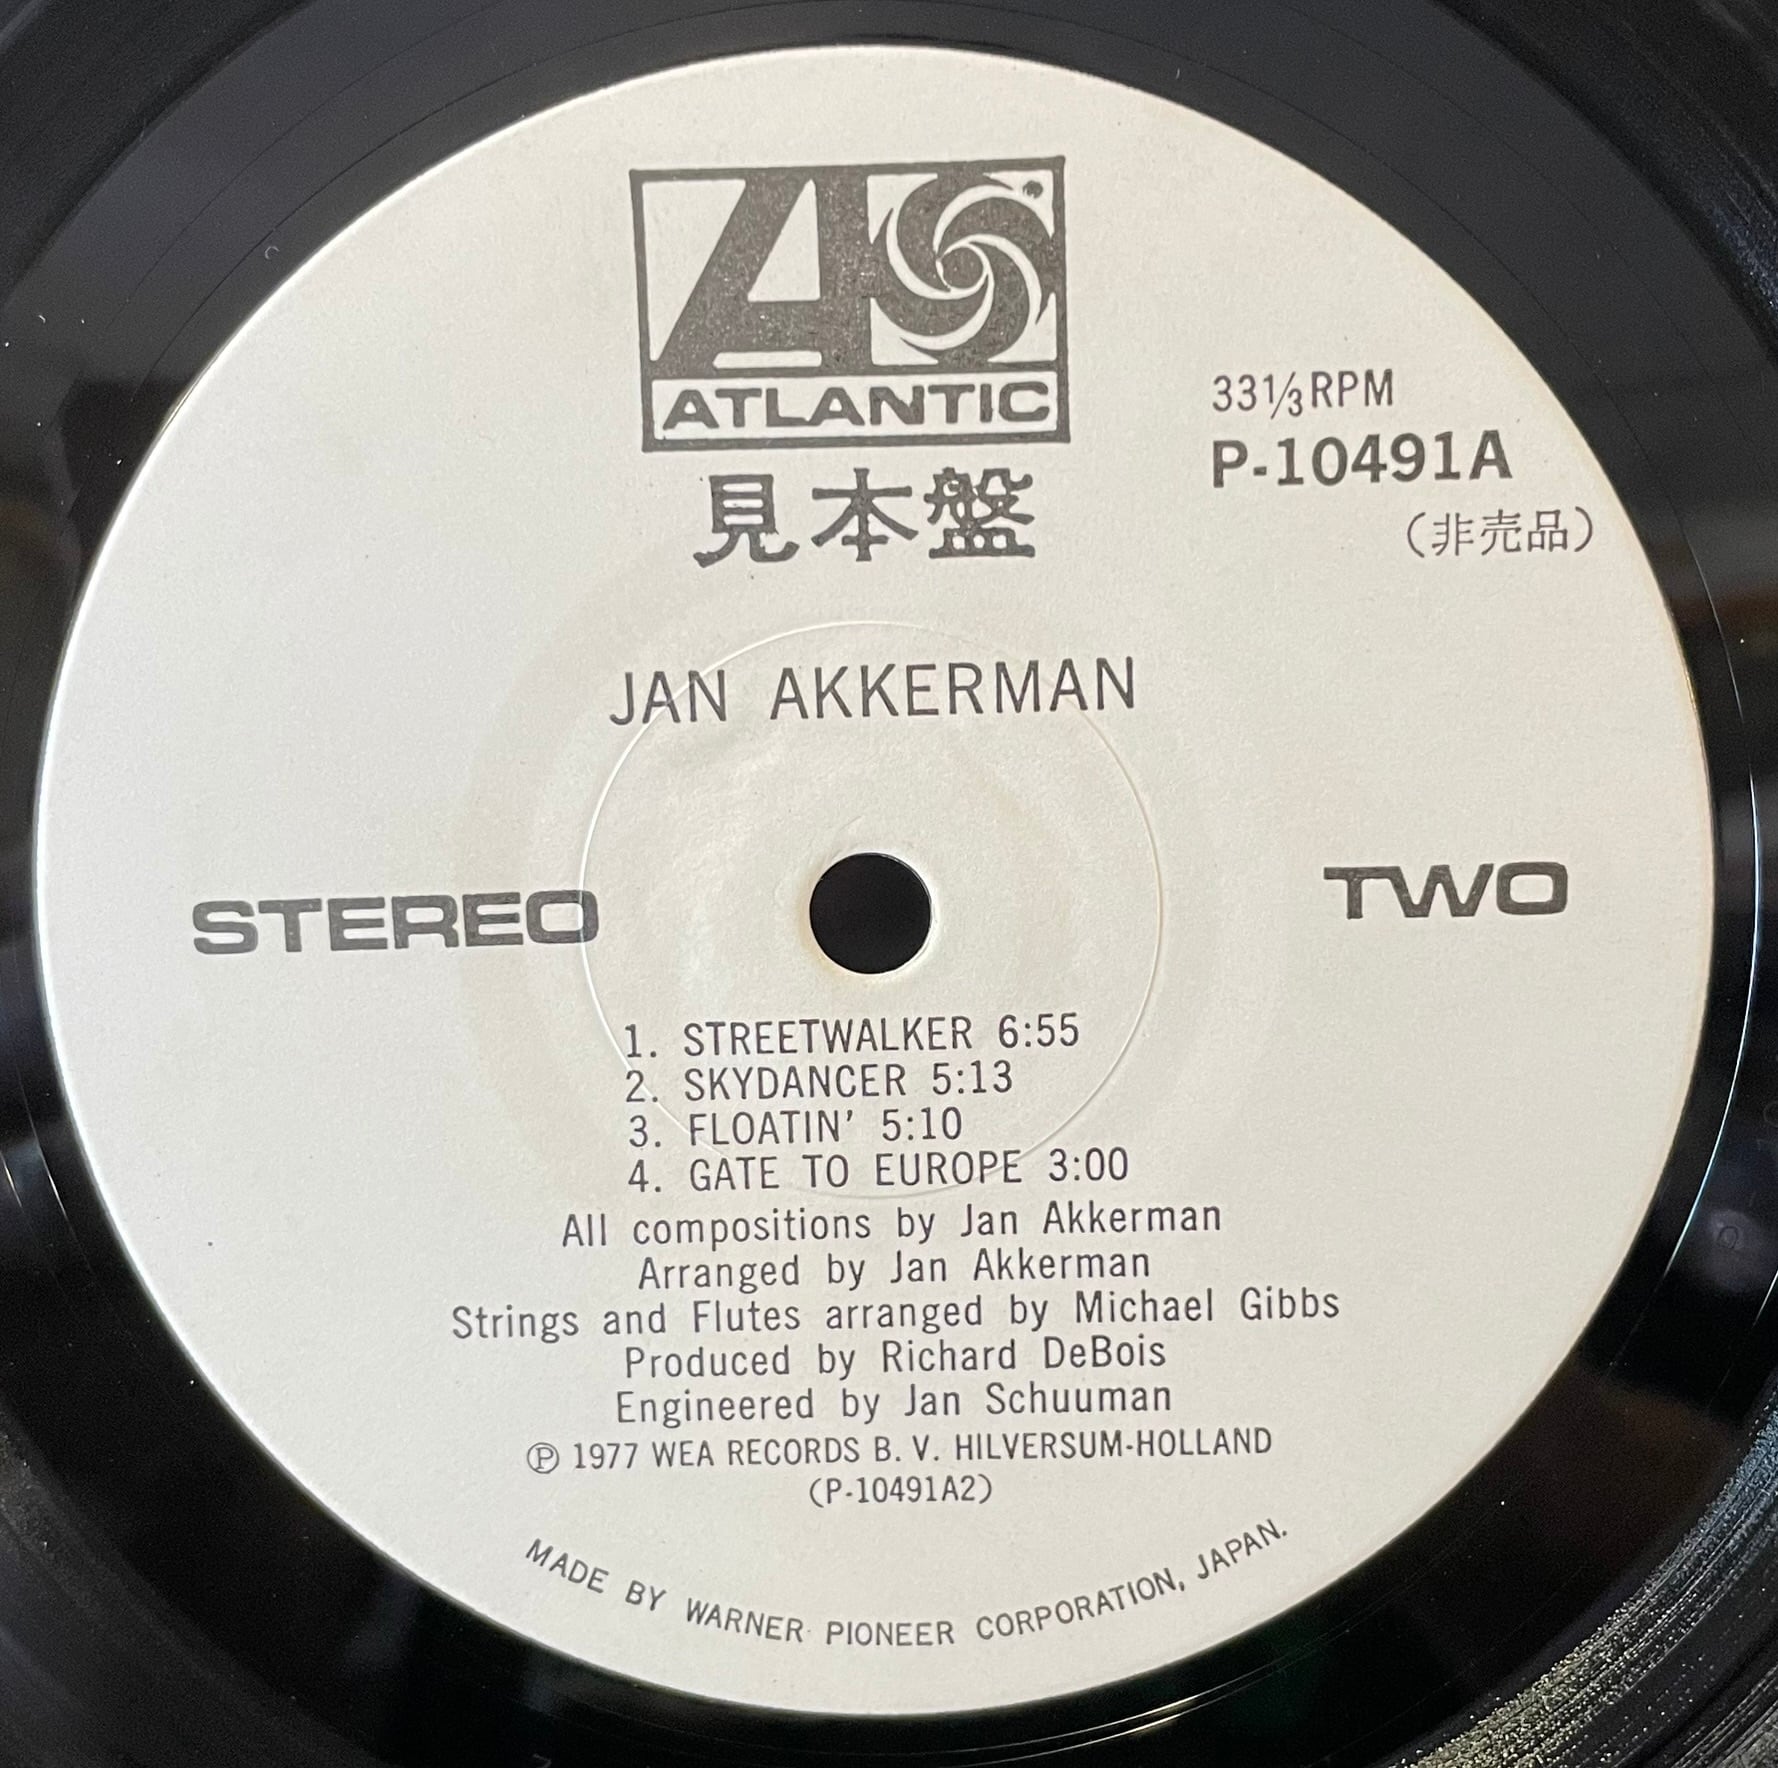 ATLANTIC
見本盤
33⅓RPM
P-10491A
(非売品)
JAN AKKERMAN
STEREO
TWO
1. STREETWALKER 6:55
2. SKYDANCER 5:13
3. FLOATIN' 5:10
4. GATE TO EUROPE 3:00
All compositions by Jan Akkerman
Arranged by Jan Akkerman
Strings and Flutes arranged by Michael Gibbs
Produced by Richard DeBois
Engineered by Jan Schuuman
℗ 1977 WEA RECORDS B. V. HILVERSUM-HOLLAND
(P-10491A2)
MADE BY WARNER PIONEER CORPORATION, JAPAN.